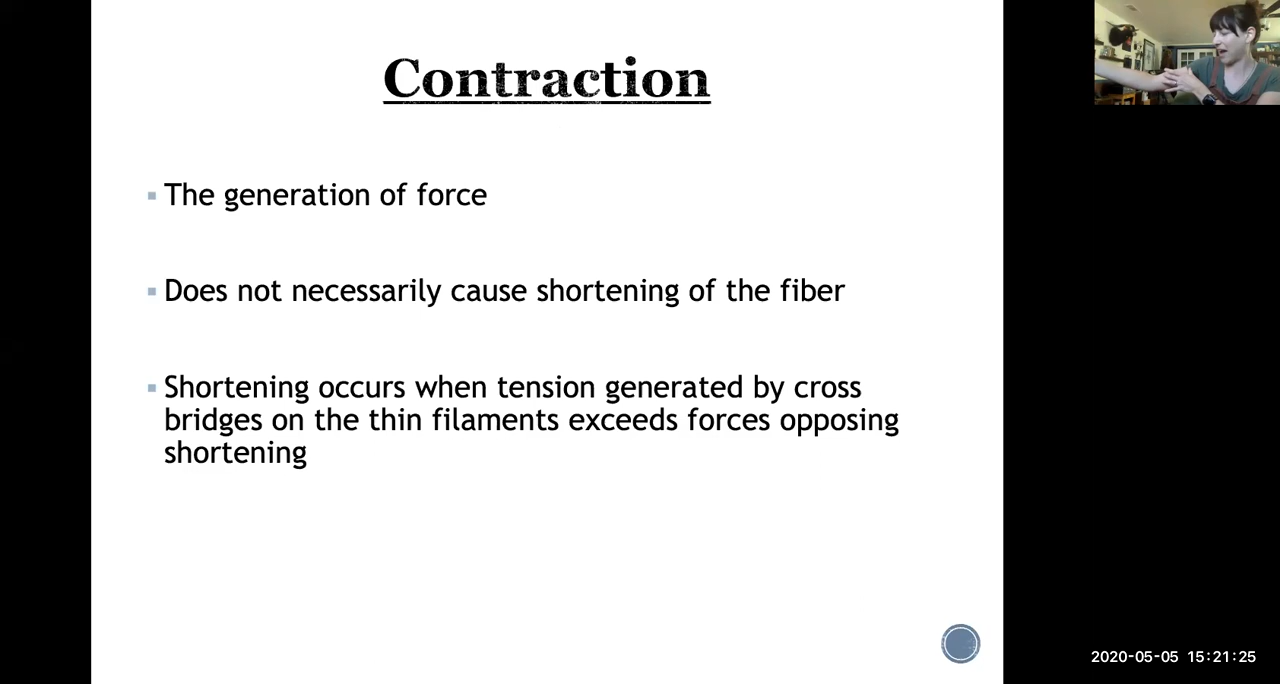 Contraction
The generation of force
Does not necessarily cause shortening of the fiber
Shortening occurs when tension generated by cross
bridges on the thin filaments exceeds forces opposing
shortening
2020-05-05 15:21:25